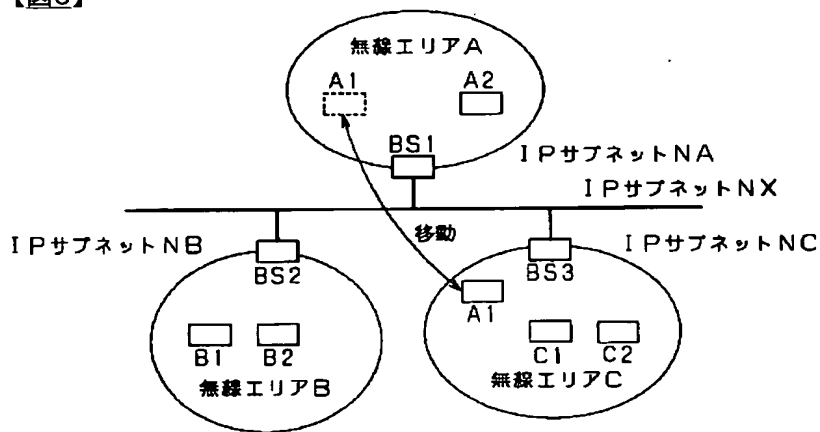 【図6】
無線エリアA
A1
A2
BS1
IPサブネットNA
IPサブネットNX
移動
IPサブネットNB
IPサブネットNC
BS2
BS3
A1
B1
B2
C1
C2
無線エリアB
無線エリアC